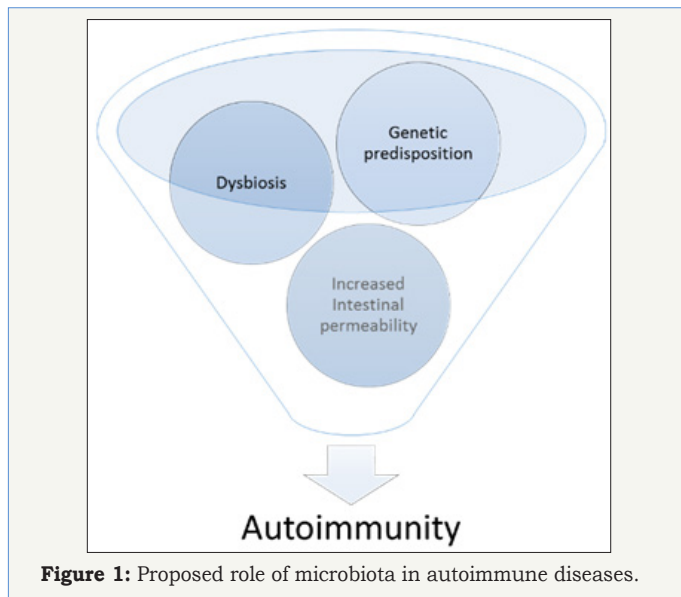 Genetic
predisposition
Dysbiosis
Increased
Intestinal
permeability
Autoimmunity
Figure 1: Proposed role of microbiota in autoimmune diseases.